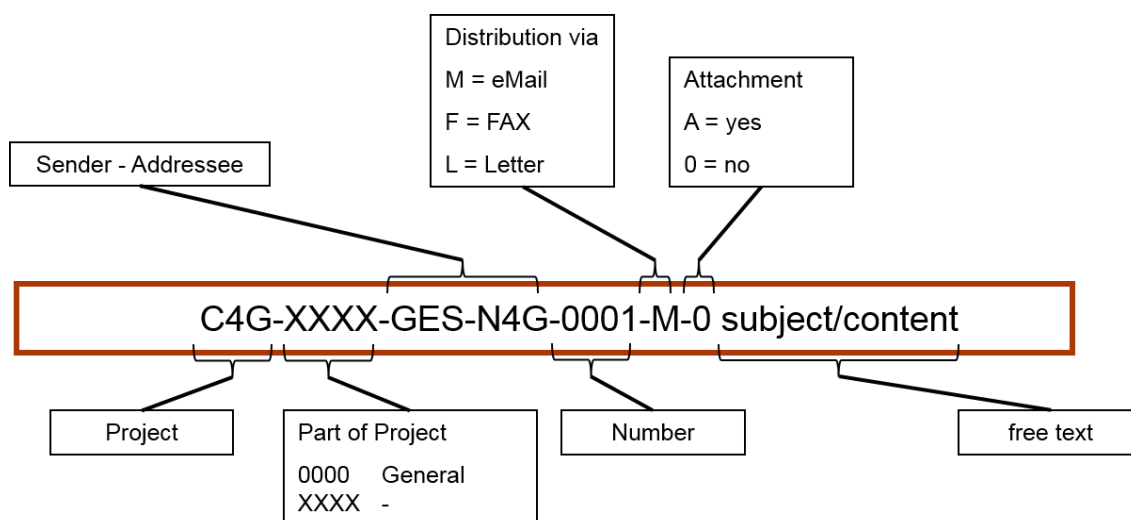 Distribution via
M = eMail
F = FAX
L = Letter
Attachment
A = yes
0 = no
Sender - Addressee
C4G-XXXX-GES-N4G-0001-M-0 subject/content
Project
Part of Project
0000 General
XXXX -
Number
free text